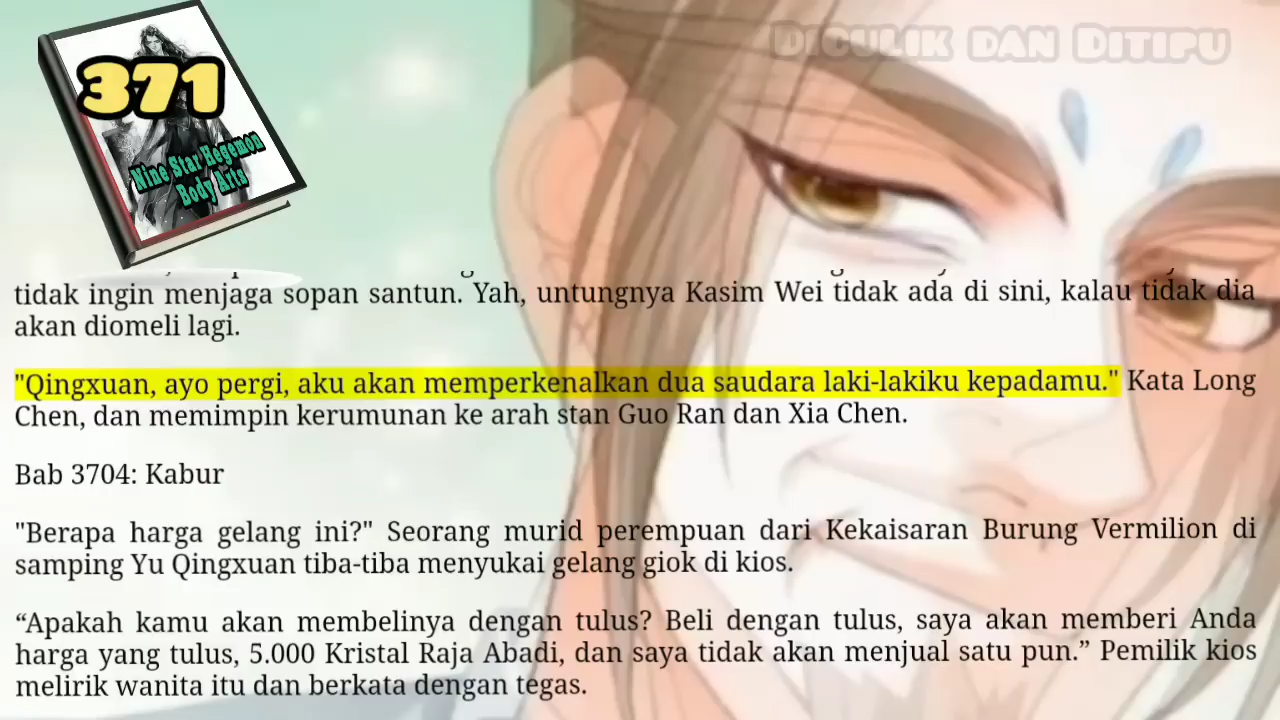 Diculik dan Ditipu
371
Nine Star Hegemon
Body Arts
tidak ingin menjaga sopan santun. Yah, untungnya Kasim Wei tidak ada di sini, kalau tidak dia
akan diomeli lagi.
"Qingxuan, ayo pergi, aku akan memperkenalkan dua saudara laki-lakiku kepadamu." Kata Long
Chen, dan memimpin kerumunan ke arah stan Guo Ran dan Xia Chen.
Bab 3704: Kabur
"Berapa harga gelang ini?" Seorang murid perempuan dari Kekaisaran Burung Vermilion di
samping Yu Qingxuan tiba-tiba menyukai gelang giok di kios.
“Apakah kamu akan membelinya dengan tulus? Beli dengan tulus, saya akan memberi Anda
harga yang tulus, 5.000 Kristal Raja Abadi, dan saya tidak akan menjual satu pun.” Pemilik kios
melirik wanita itu dan berkata dengan tegas.